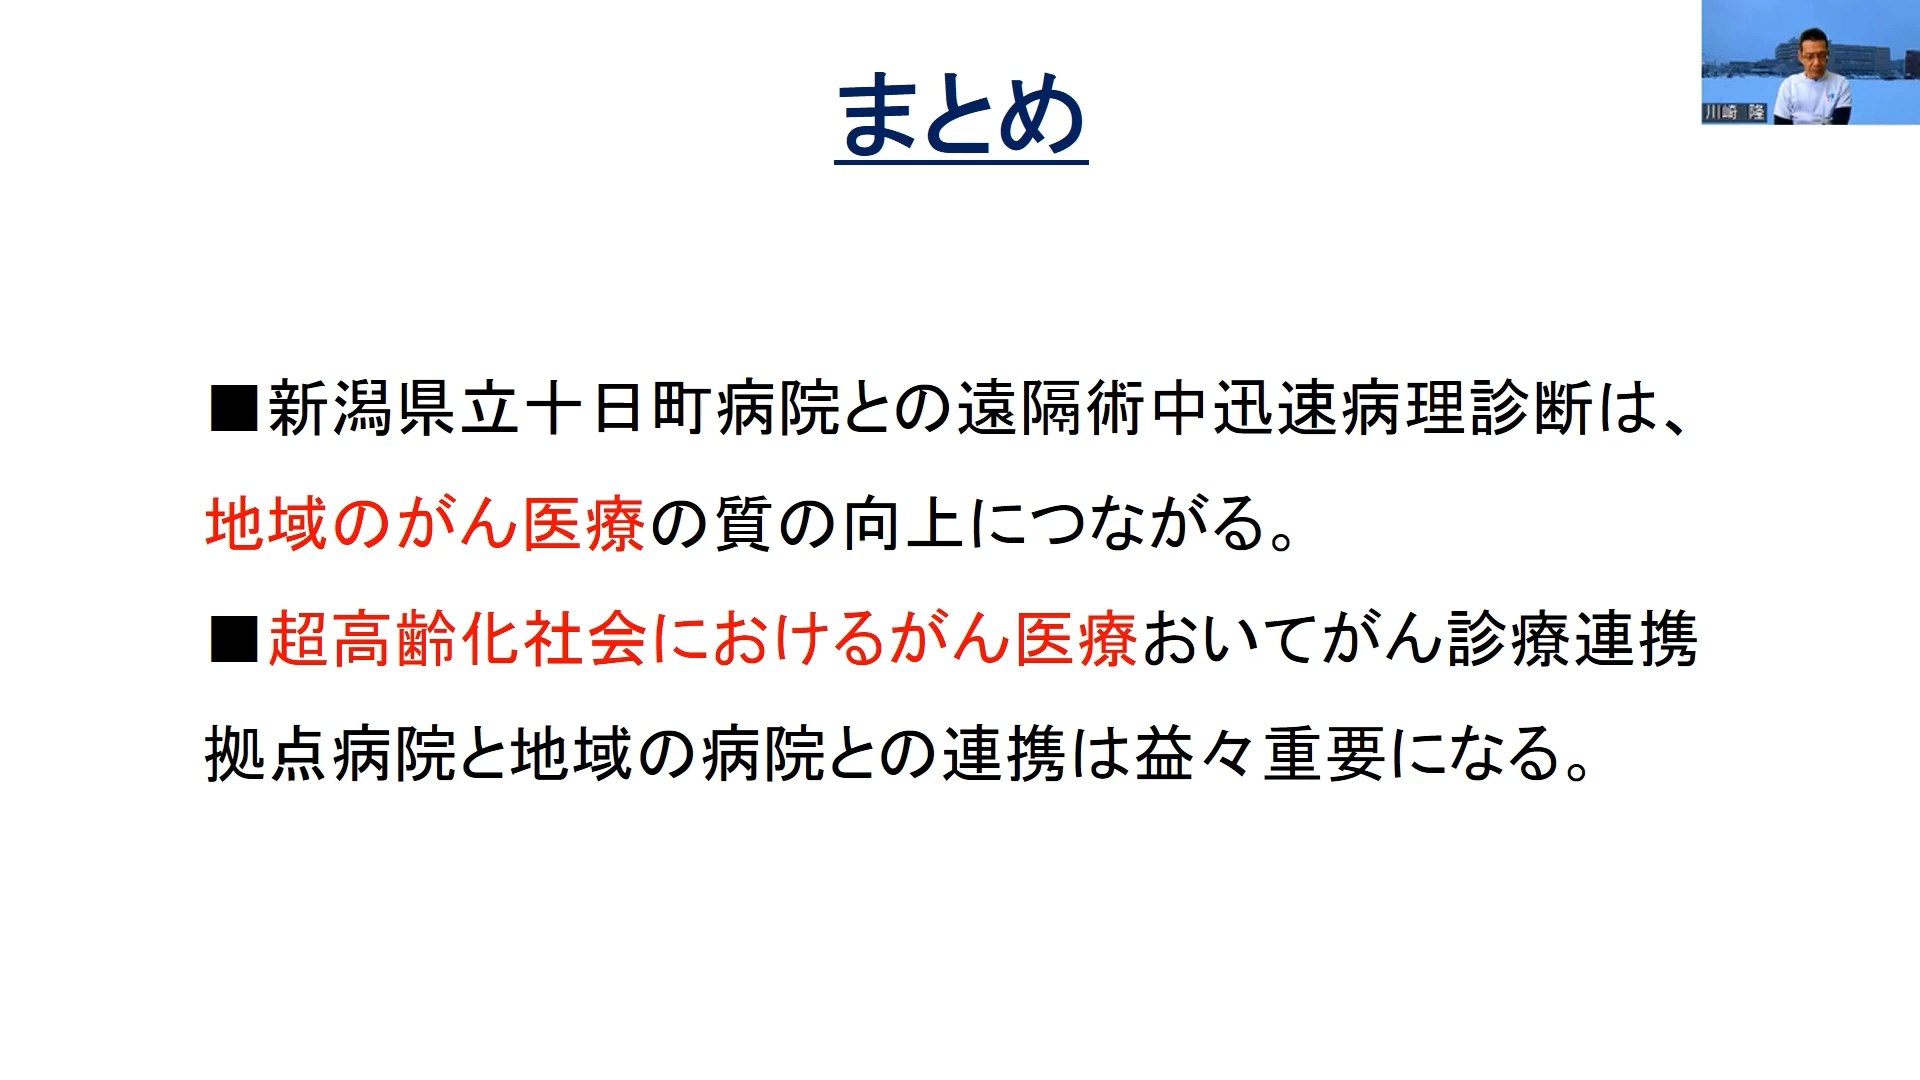 まとめ
川崎 隆
■新潟県立十日町病院との遠隔術中迅速病理診断は、
地域のがん医療の質の向上につながる。
■超高齢化社会におけるがん医療おいてがん診療連携
拠点病院と地域の病院との連携は益々重要になる。